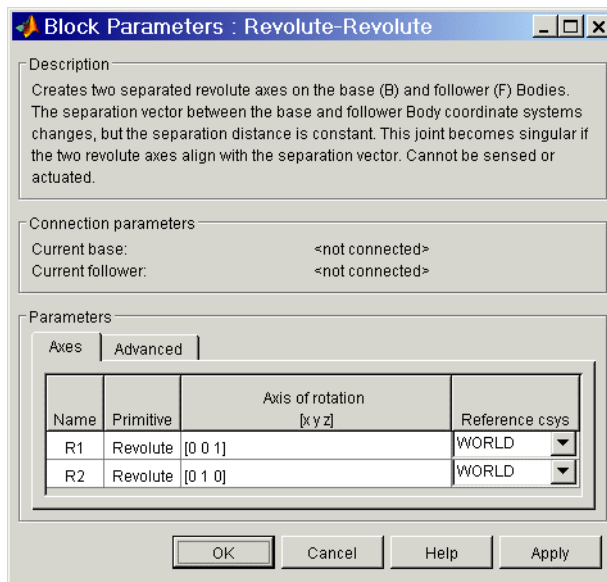 Block Parameters : Revolute-Revolute
Description
Creates two separated revolute axes on the base (B) and follower (F) Bodies.
The separation vector between the base and follower Body coordinate systems
changes, but the separation distance is constant. This joint becomes singular if
the two revolute axes align with the separation vector. Cannot be sensed or
actuated.
Connection parameters
Current base: <not connected>
Current follower: <not connected>
Parameters
Axes Advanced
Name Primitive Axis of rotation [x y z] Reference csys
R1 Revolute [0 0 1] WORLD
R2 Revolute [0 1 0] WORLD
OK Cancel Help Apply